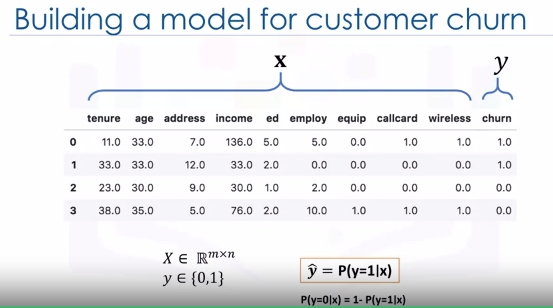 Building a model for customer churn
x y
tenure age address income ed employ equip callcard wireless churn
0 11.0 33.0 7.0 136.0 5.0 5.0 0.0 1.0 1.0 1.0
1 33.0 33.0 12.0 33.0 2.0 0.0 0.0 0.0 0.0 1.0
2 23.0 30.0 9.0 30.0 1.0 2.0 0.0 0.0 0.0 0.0
3 38.0 35.0 5.0 76.0 2.0 10.0 1.0 1.0 1.0 0.0
X ∈ ℝᵐˣⁿ
y ∈ {0,1}
ŷ = P(y=1|x)
P(y=0|x) = 1- P(y=1|x)